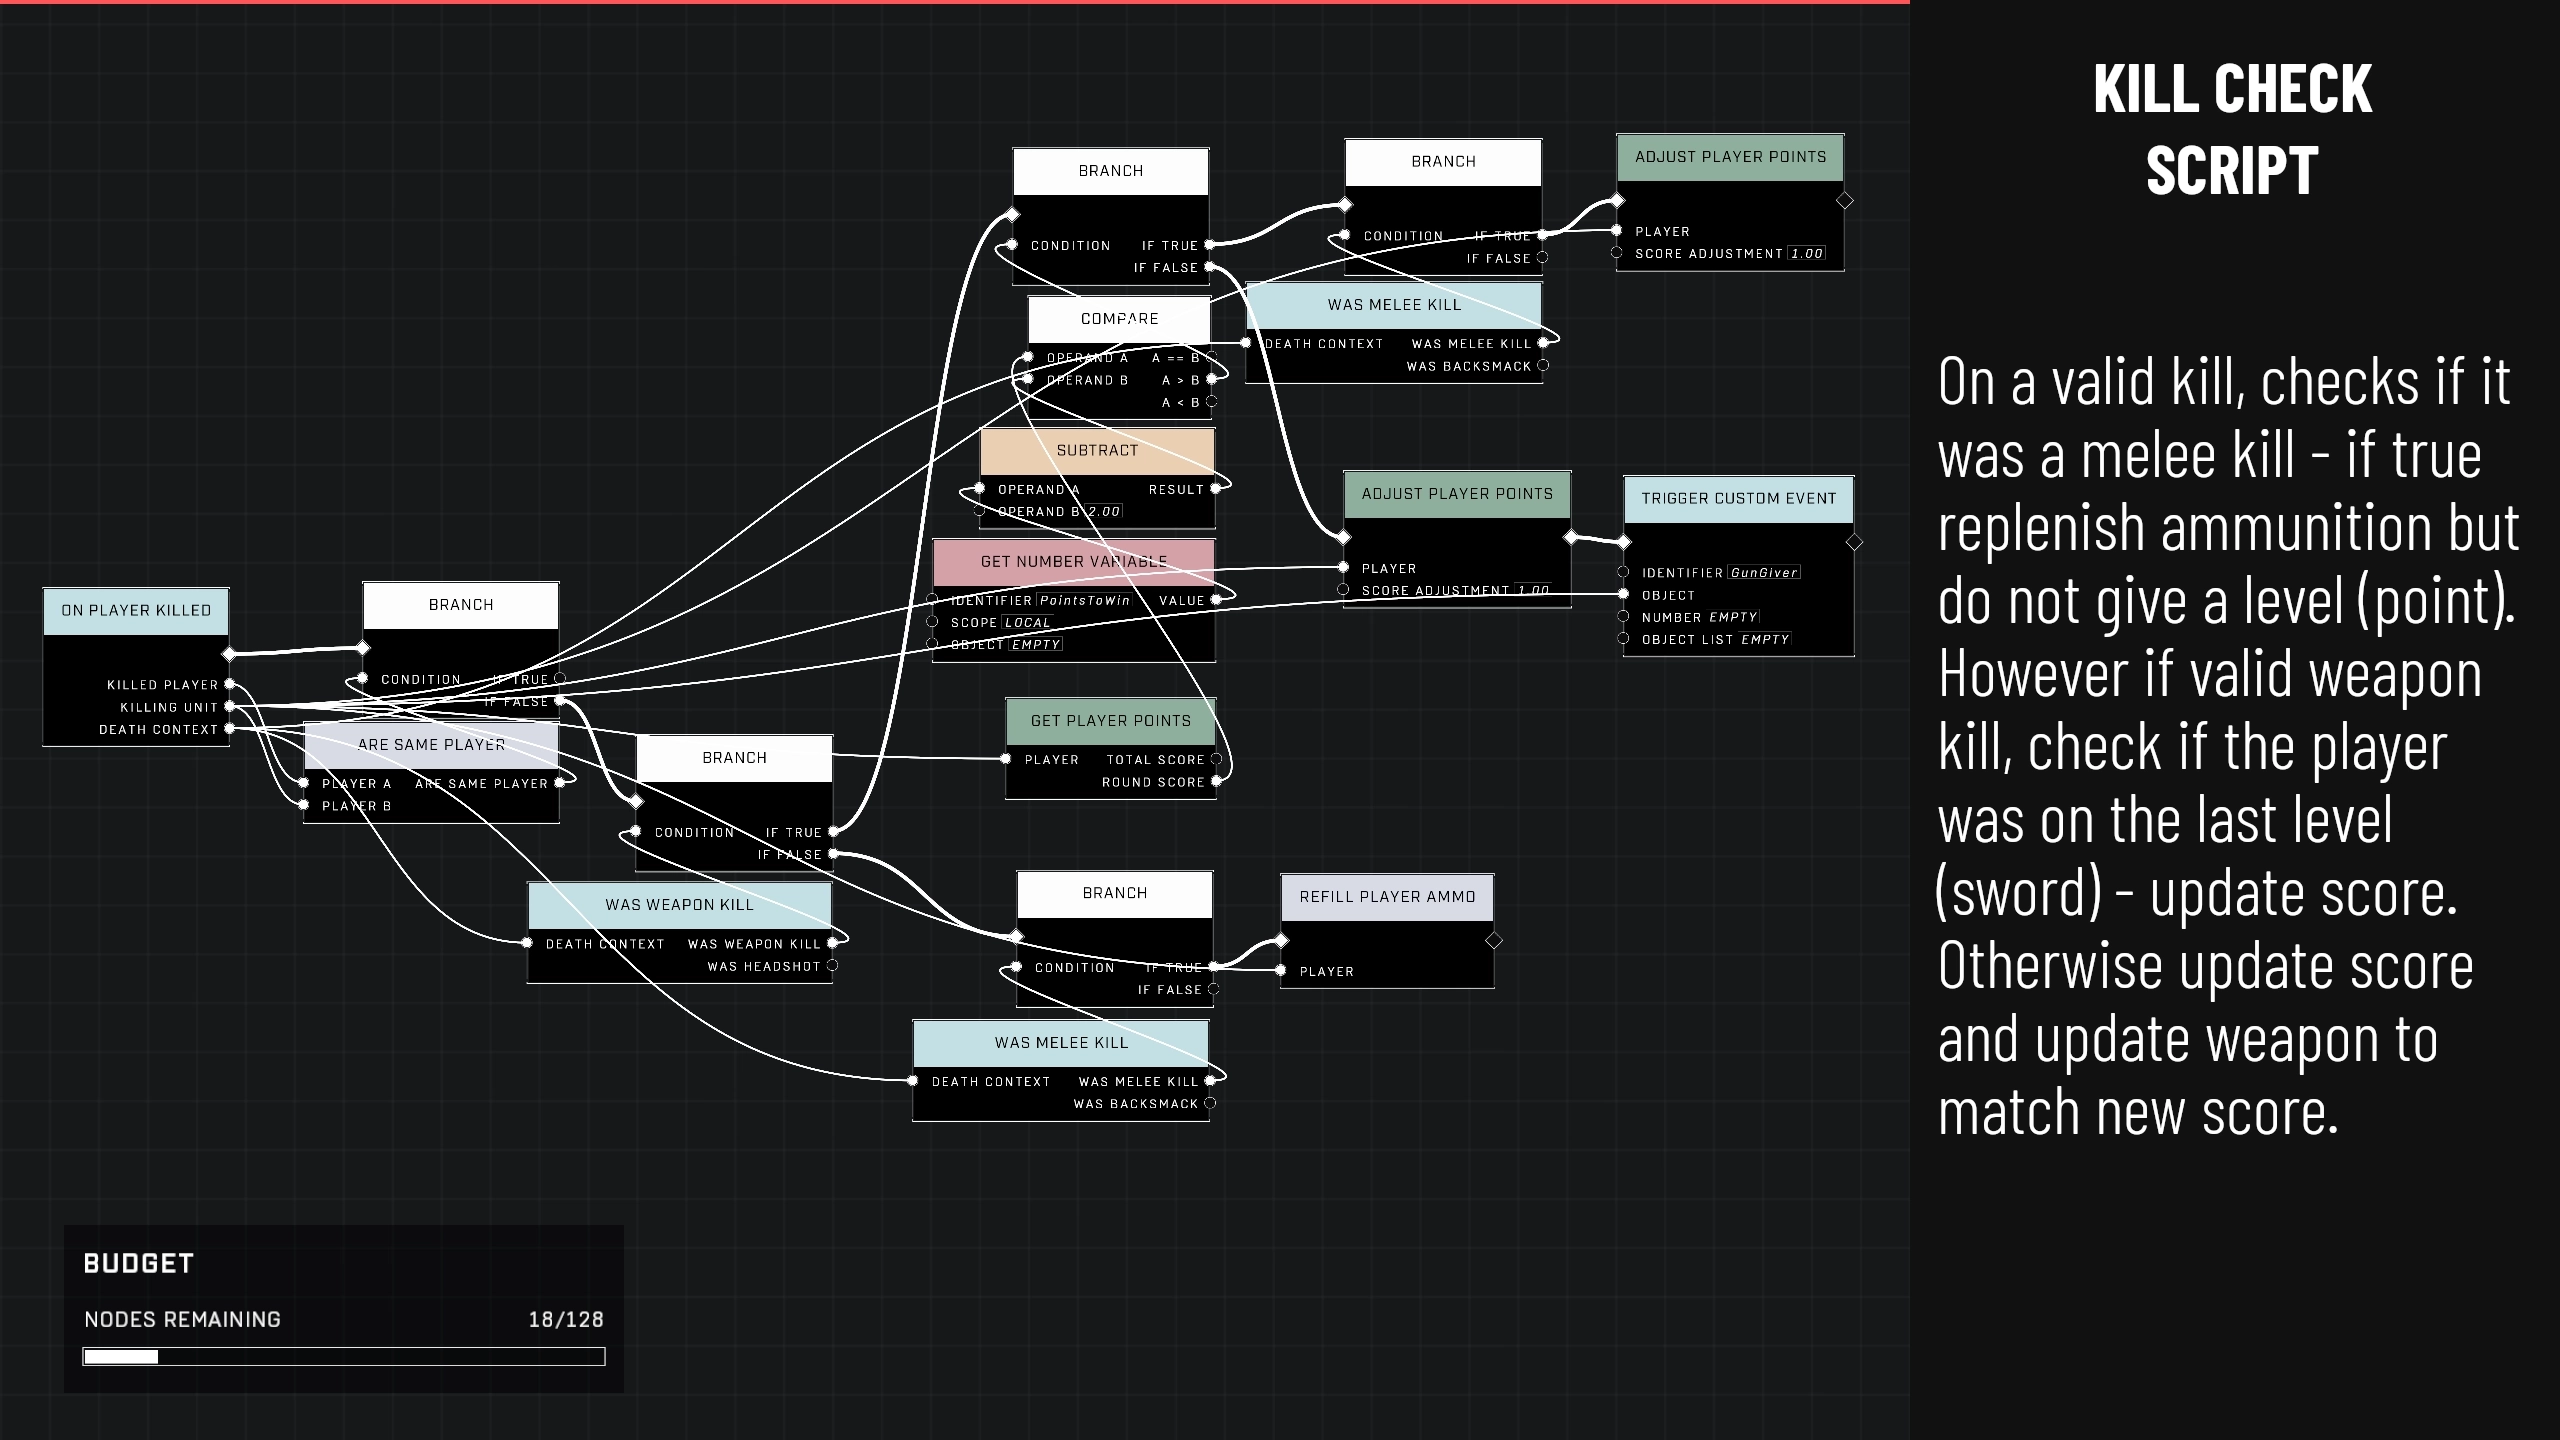 KILL CHECK
SCRIPT
On a valid kill, checks if it
was a melee kill - if true
replenish ammunition but
do not give a level (point).
However if valid weapon
kill, check if the player
was on the last level
(sword) - update score.
Otherwise update score
and update weapon to
match new score.
ON PLAYER KILLED
KILLED PLAYER
KILLING UNIT
DEATH CONTEXT
BRANCH
CONDITION IF TRUE
IF FALSE
ARE SAME PLAYER
PLAYER A ARE SAME PLAYER
PLAYER B
BRANCH
CONDITION IF TRUE
IF FALSE
WAS WEAPON KILL
DEATH CONTEXT WAS WEAPON KILL
WAS HEADSHOT
BRANCH
CONDITION IF TRUE
IF FALSE
COMPARE
OPERAND A A == B
OPERAND B A > B
A < B
SUBTRACT
OPERAND A RESULT
OPERAND B 2.00
GET NUMBER VARIABLE
IDENTIFIER PointsToWin VALUE
SCOPE LOCAL
OBJECT EMPTY
GET PLAYER POINTS
PLAYER TOTAL SCORE
ROUND SCORE
BRANCH
CONDITION IF TRUE
IF FALSE
WAS MELEE KILL
DEATH CONTEXT WAS MELEE KILL
WAS BACKSMACK
BRANCH
CONDITION IF TRUE
IF FALSE
WAS MELEE KILL
DEATH CONTEXT WAS MELEE KILL
WAS BACKSMACK
ADJUST PLAYER POINTS
PLAYER
SCORE ADJUSTMENT 1.00
ADJUST PLAYER POINTS
PLAYER
SCORE ADJUSTMENT 1.00
TRIGGER CUSTOM EVENT
IDENTIFIER GunGiver
OBJECT
NUMBER EMPTY
OBJECT LIST EMPTY
REFILL PLAYER AMMO
PLAYER
BUDGET
NODES REMAINING 18/128